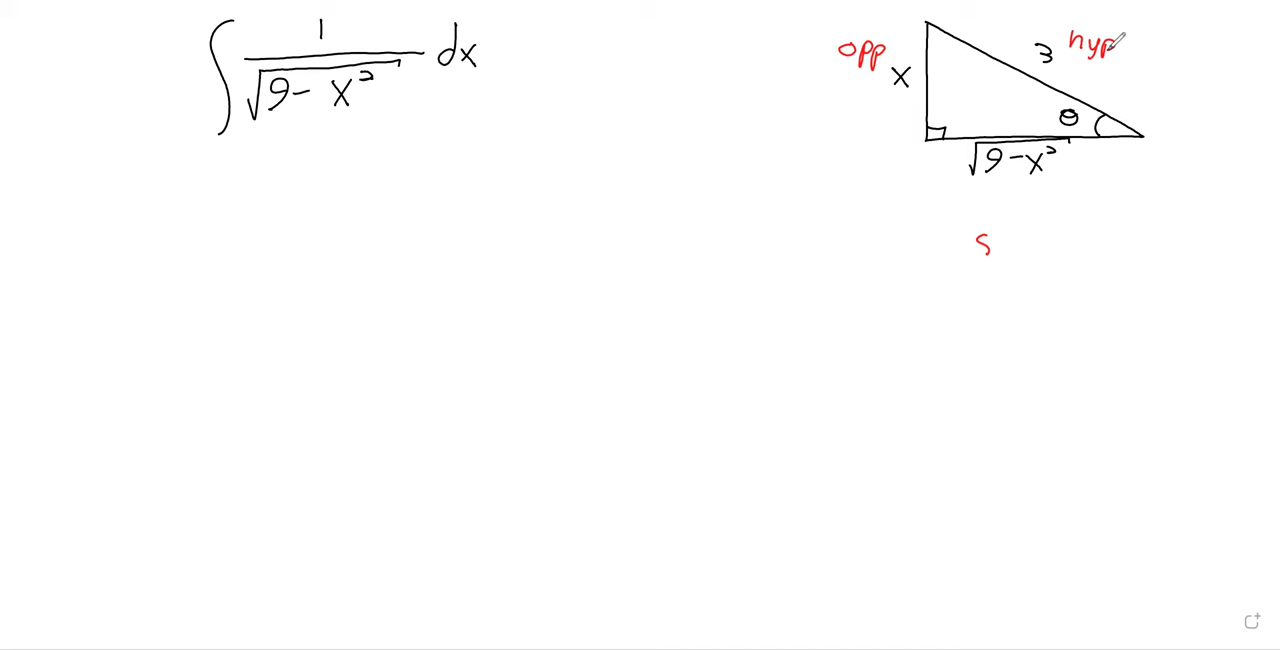 ∫ 1/√(9 - x²) dx
opp x
3 hyp
θ
√(9 - x²)
s